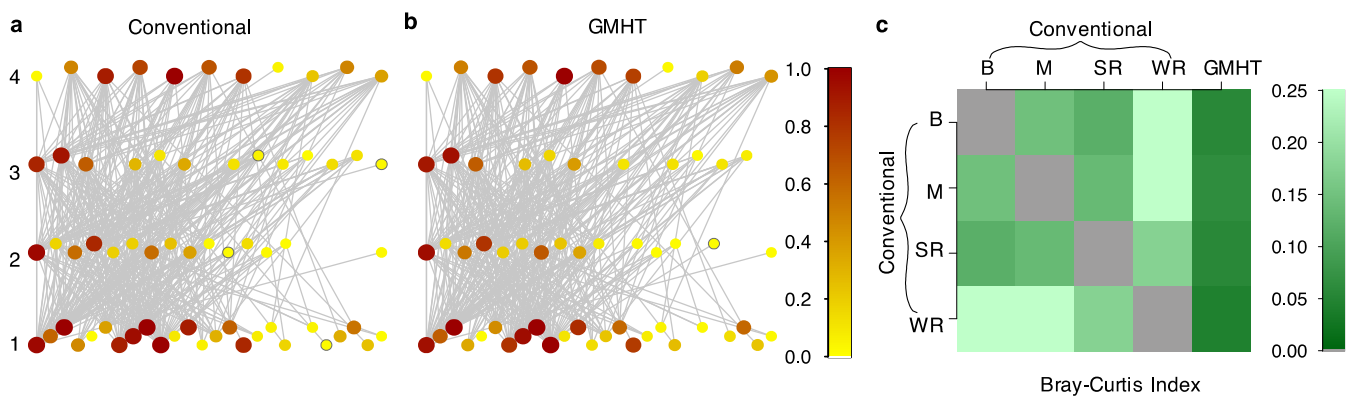 a
Conventional
4
3
2
1
b
GMHT
1.0
0.8
0.6
0.4
0.2
0.0
c
Conventional
B M SR WR GMHT
Conventional
B
M
SR
WR
0.25
0.20
0.15
0.10
0.05
0.00
Bray-Curtis Index